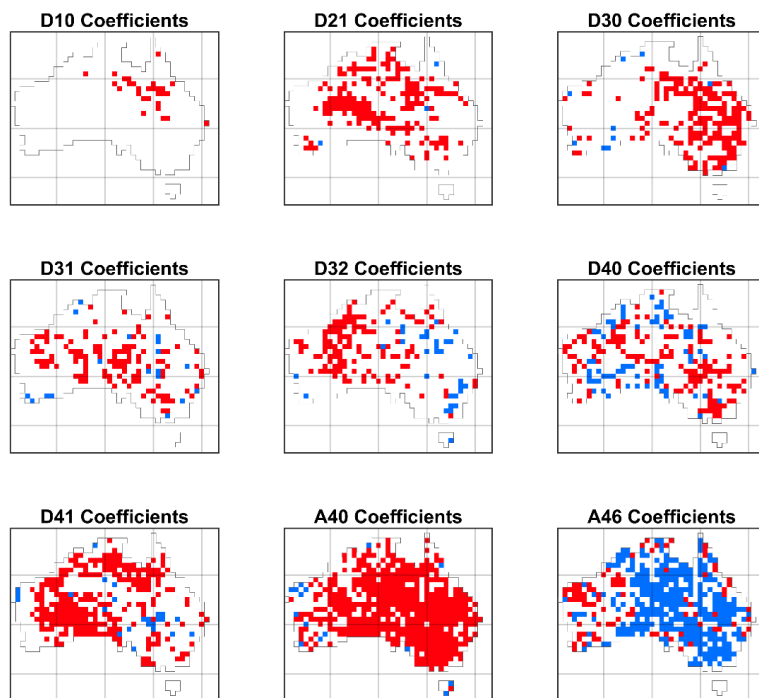 D10 Coefficients
D21 Coefficients
D30 Coefficients
D31 Coefficients
D32 Coefficients
D40 Coefficients
D41 Coefficients
A40 Coefficients
A46 Coefficients